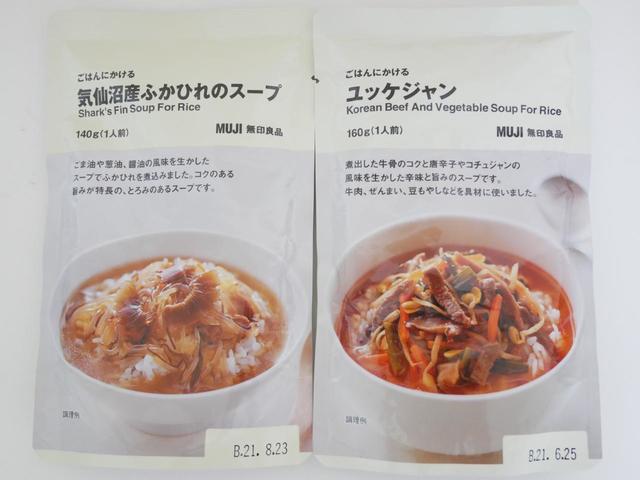 ごはんにかける
気仙沼産ふかひれのスープ
Shark's Fin Soup For Rice
140g(1人前)
MUJI 無印良品
ごま油や葱油、醤油の風味を生かした
スープでふかひれを煮込みました。コクのある
旨みが特長の、とろみのあるスープです。
調理例
B.21. 8.23
ごはんにかける
ユッケジャン
Korean Beef And Vegetable Soup For Rice
160g(1人前)
MUJI 無印良品
煮出した牛骨のコクと唐辛子やコチュジャンの
風味を生かした辛味と旨みのスープです。
牛肉、ぜんまい、豆もやしなどを具材に使いました。
調理例
B.21. 6.25